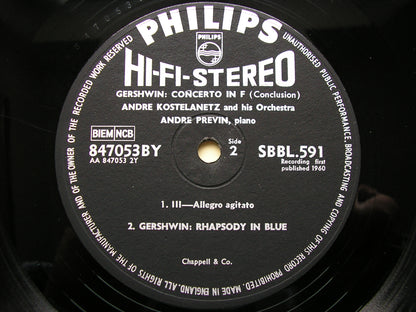 PHILIPS
PHILIPS
HI-FI-STEREO
GERSHWIN: CONCERTO IN F (Conclusion)
ANDRE KOSTELANETZ and his Orchestra
ANDRE PREVIN, piano
BIEM NCB
847053BY
AA 847053 2Y
Side
2
SBBL.591
Recording first
published 1960
1. III—Allegro agitato
2. GERSHWIN: RHAPSODY IN BLUE
Chappell & Co.
ALL RIGHTS OF THE MANUFACTURER AND OF THE OWNER OF THE RECORDED WORK RESERVED
UNAUTHORISED PUBLIC PERFORMANCE, BROADCASTING AND COPYING OF THIS RECORD PROHIBITED. MADE IN ENGLAND